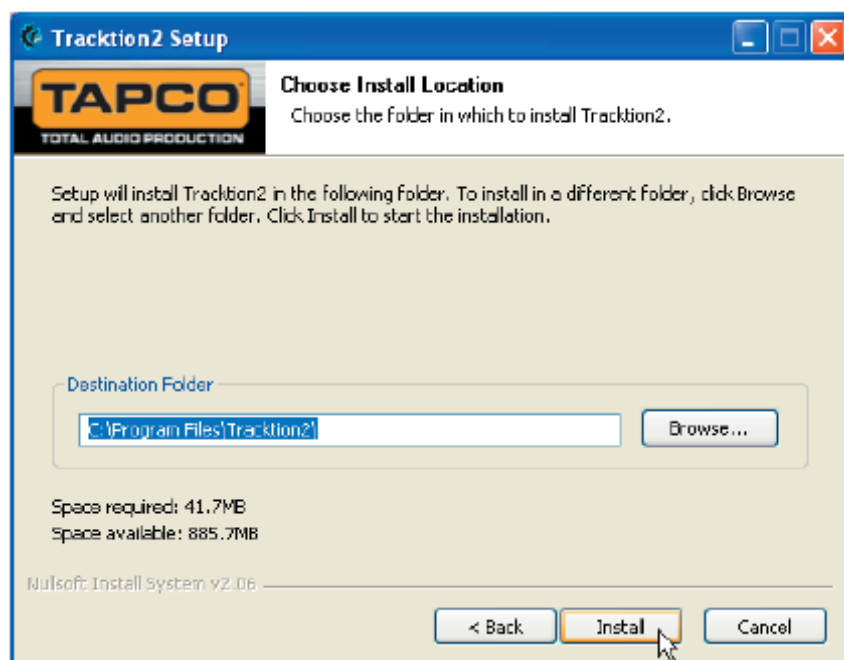 Tracktion2 Setup
TAPCO
TOTAL AUDIO PRODUCTION
Choose Install Location
Choose the folder in which to install Tracktion2.
Setup will install Tracktion2 in the following folder. To install in a different folder, click Browse
and select another folder. Click Install to start the installation.
Destination Folder
C:\Program Files\Tracktion2\
Browse...
Space required: 41.7MB
Space available: 885.7MB
Nullsoft Install System v2.06
< Back
Install
Cancel